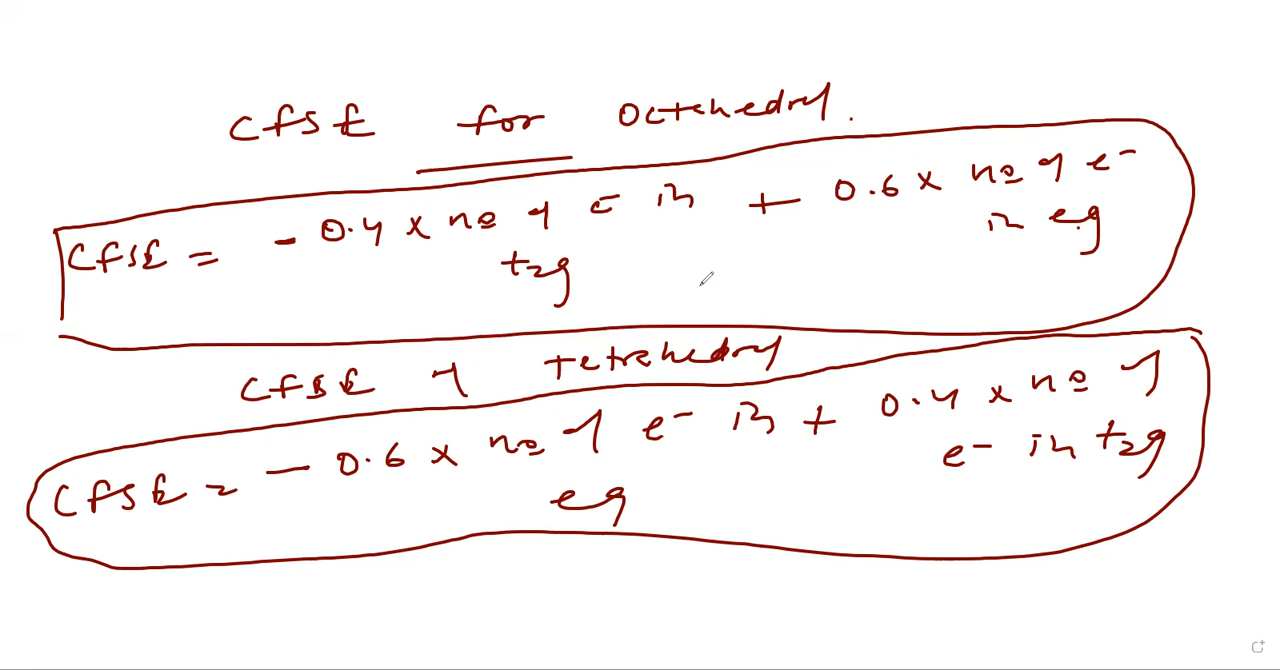 CFSE for Octehedral.
CFSE = - 0.4 x no of e- in + 0.6 x no of e-
t2g in eg
CFSE of tetrahedral
CFSE = - 0.6 x no of e- in + 0.4 x no of
eg e- in t2g